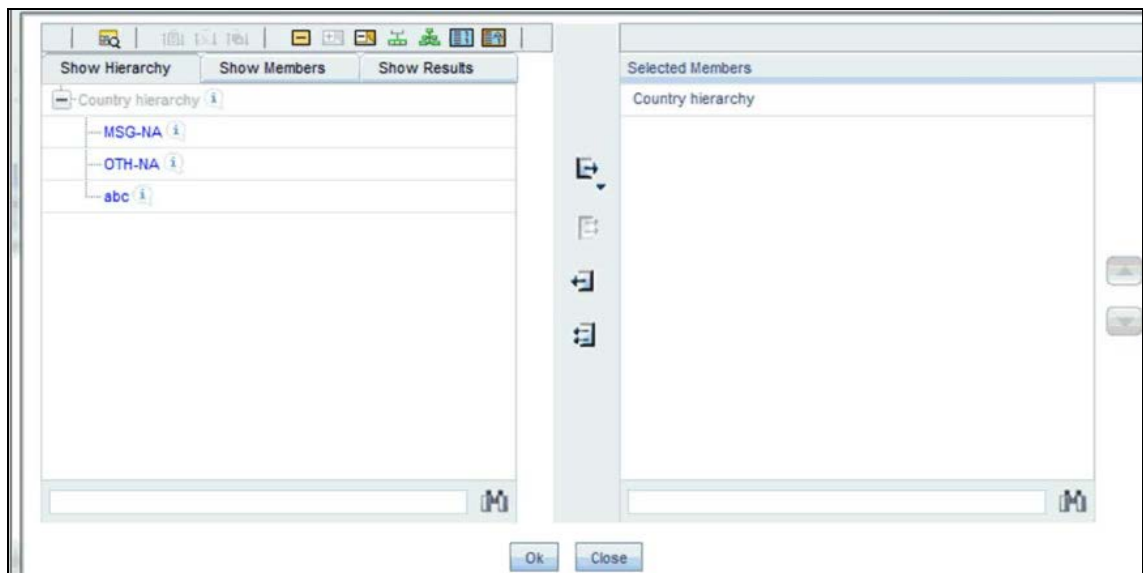 Show Hierarchy Show Members Show Results
Country hierarchy
MSG-NA
OTH-NA
abc
Selected Members
Country hierarchy
Ok Close